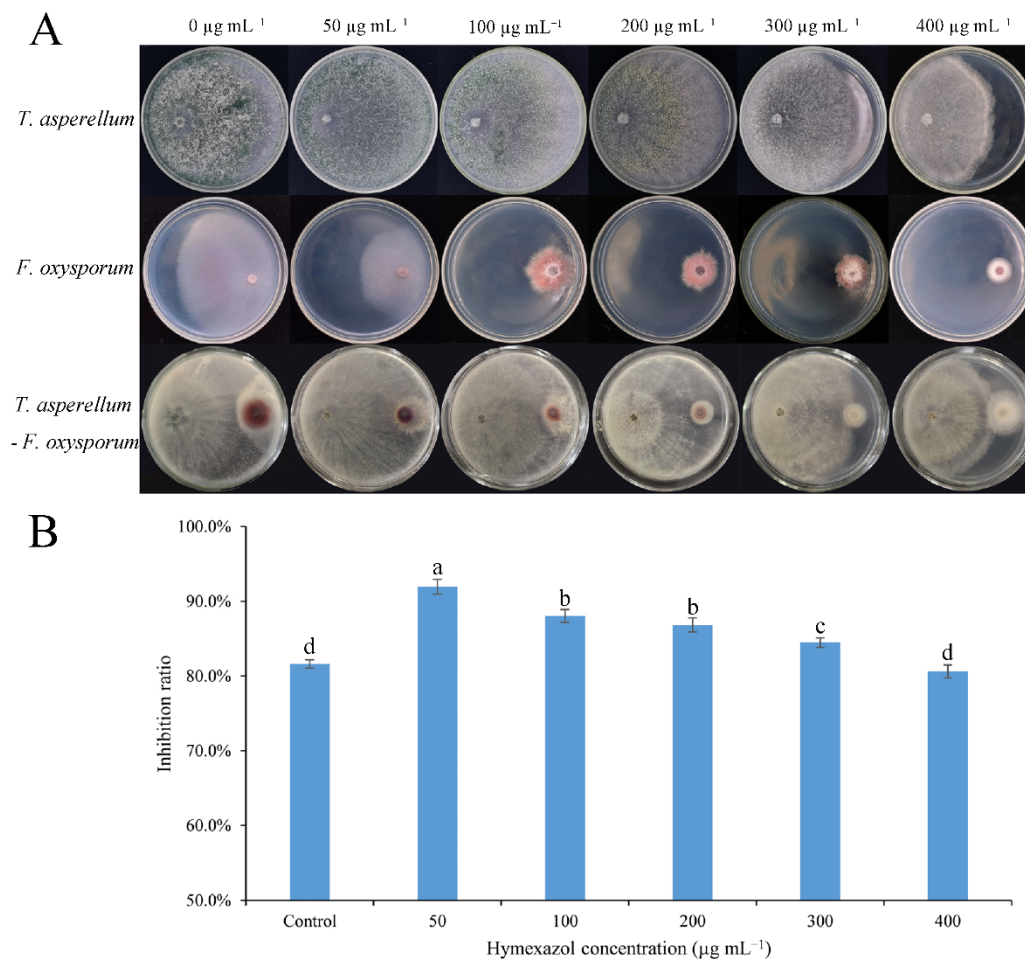 A
0 µg mL⁻¹ 50 µg mL⁻¹ 100 µg mL⁻¹ 200 µg mL⁻¹ 300 µg mL⁻¹ 400 µg mL⁻¹
T. asperellum
F. oxysporum
T. asperellum
- F. oxysporum
B
100.0%
90.0%
80.0%
70.0%
60.0%
50.0%
Inhibition ratio
d a b b c d
Control 50 100 200 300 400
Hymexazol concentration (µg mL⁻¹)